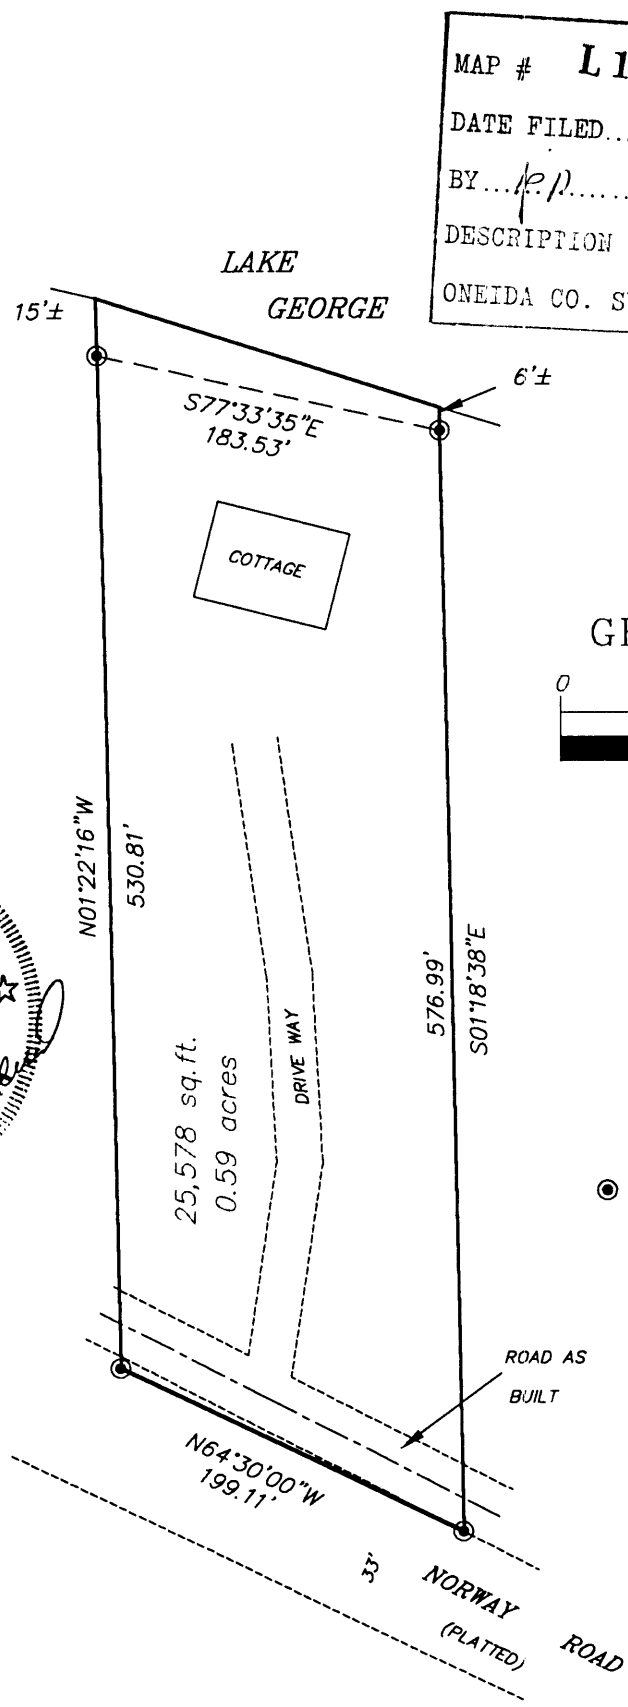 MAP # L1
DATE FILED...
BY...
DESCRIPTION
ONEIDA CO. S
LAKE
GEORGE
15'±
6'±
S77°33'35"E
183.53'
COTTAGE
0
N01°22'16"W
530.81'
576.99'
S01°18'38"E
DRIVE WAY
25,578 sq.ft.
0.59 acres
ROAD AS
BUILT
N64°30'00"W
199.11'
33'
NORWAY ROAD
(PLATTED)